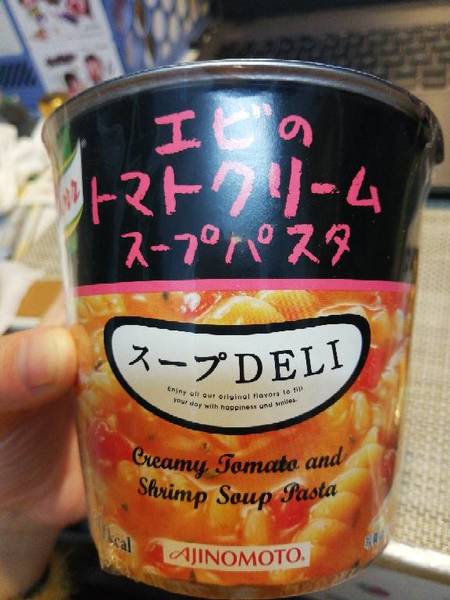 エビの
トマトクリーム
スープパスタ
スープDELI
Enjoy all our original flavors to fill
your day with happiness and smiles.
Creamy Tomato and
Shrimp Soup Pasta
kcal
AJINOMOTO